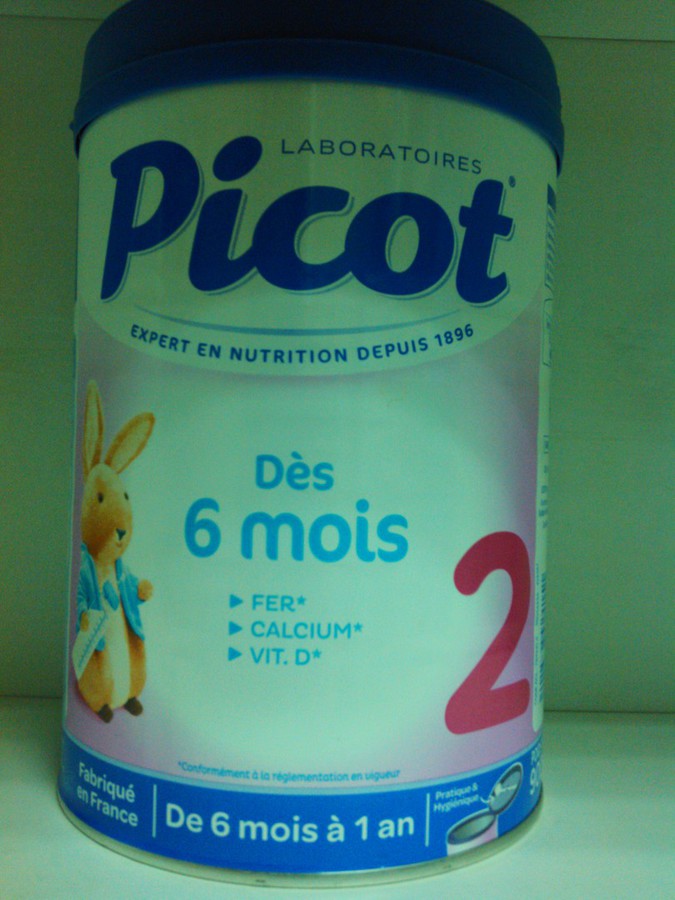 LABORATOIRES
Picot
EXPERT EN NUTRITION DEPUIS 1896
Dès
6 mois
2
▶ FER*
▶ CALCIUM*
▶ VIT. D*
*Conformément à la réglementation en vigueur
Fabriqué
en France
De 6 mois à 1 an
Pratique &
Hygiénique